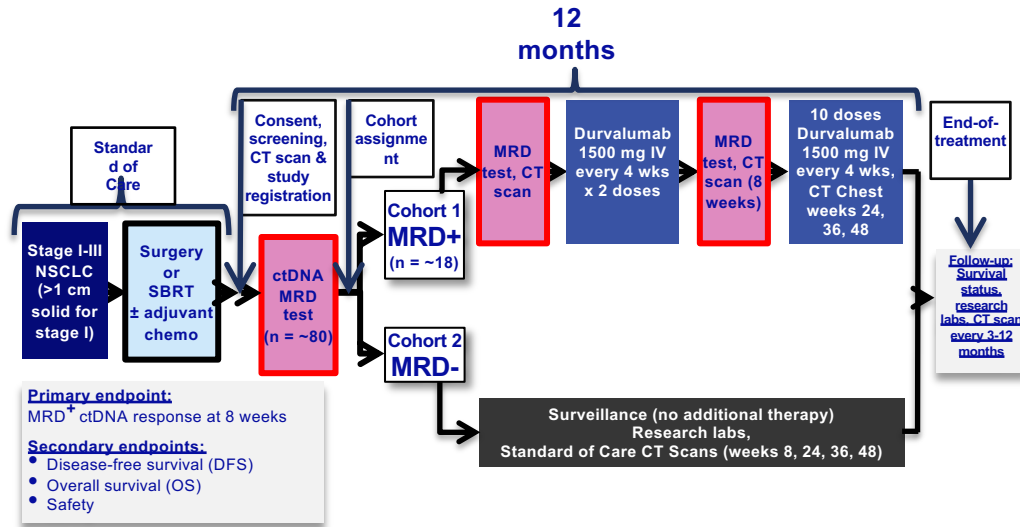 12
months
Standar
d of
Care
Consent,
screening,
CT scan &
study
registration
Cohort
assignme
nt
MRD
test, CT
scan
Durvalumab
1500 mg IV
every 4 wks
x 2 doses
MRD
test, CT
scan (8
weeks)
10 doses
Durvalumab
1500 mg IV
every 4 wks,
CT Chest
weeks 24,
36, 48
End-of-
treatment
Stage I-III
NSCLC
(>1 cm
solid for
stage I)
Surgery
or
SBRT
± adjuvant
chemo
ctDNA
MRD
test
(n = ~80)
Cohort 1
MRD+
(n = ~18)
Cohort 2
MRD-
Follow-up:
Survival
status,
research
labs, CT scan
every 3-12
months
Surveillance (no additional therapy)
Research labs,
Standard of Care CT Scans (weeks 8, 24, 36, 48)
Primary endpoint:
MRD+ ctDNA response at 8 weeks
Secondary endpoints:
• Disease-free survival (DFS)
• Overall survival (OS)
• Safety